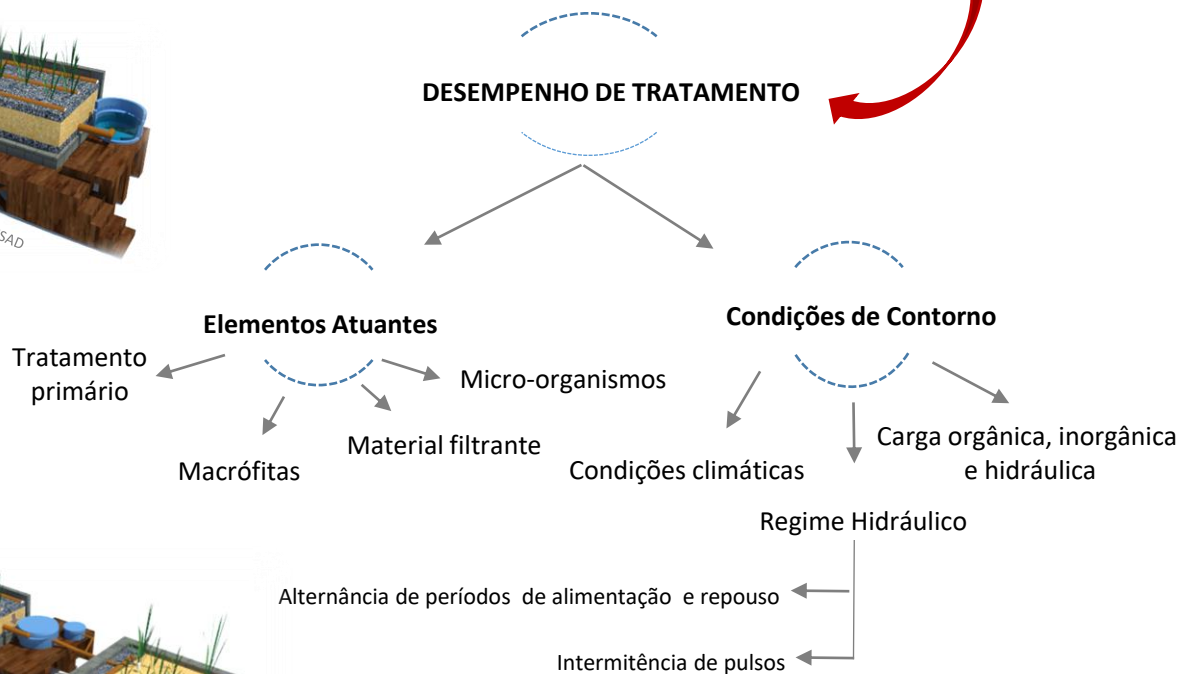 DESEMPENHO DE TRATAMENTO
SAD
Elementos Atuantes
Condições de Contorno
Tratamento
primário
Micro-organismos
Material filtrante
Macrófitas
Condições climáticas
Carga orgânica, inorgânica
e hidráulica
Regime Hidráulico
Alternância de períodos de alimentação e repouso
Intermitência de pulsos